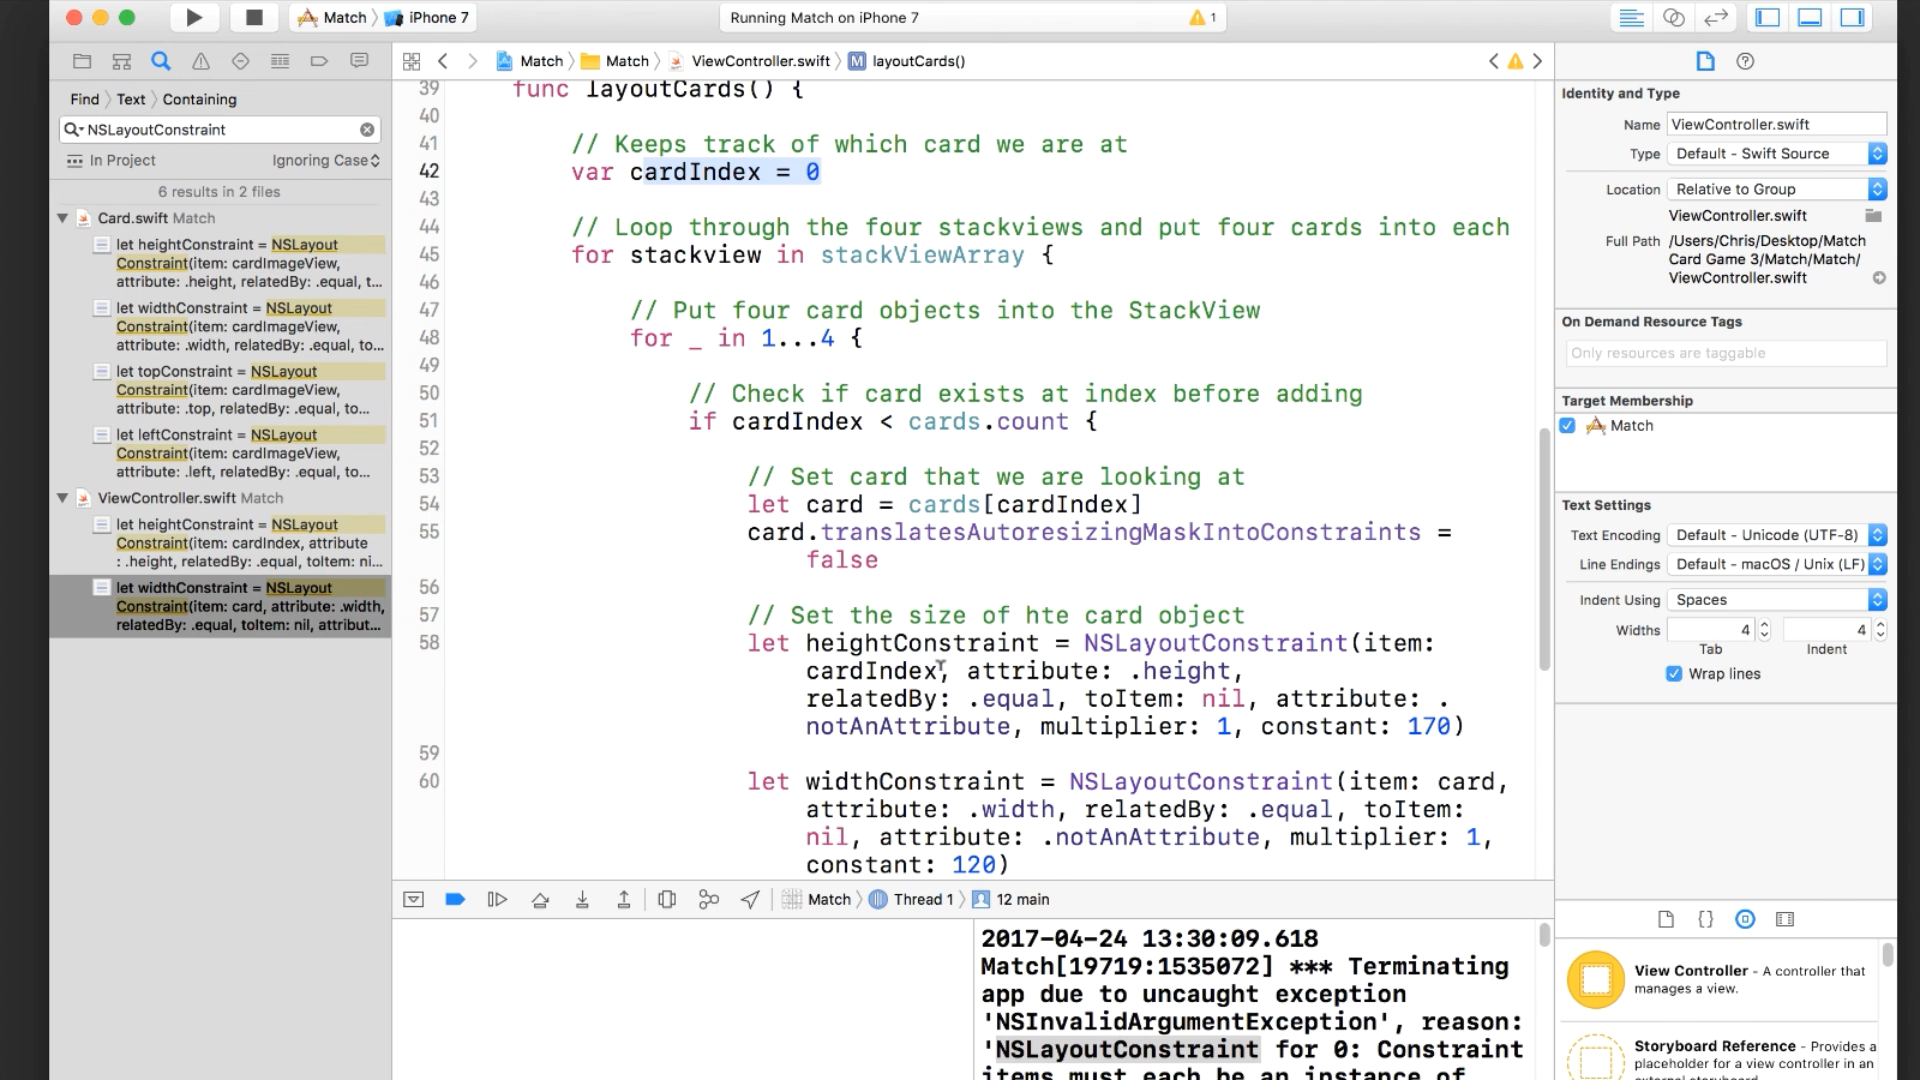 Match iPhone 7
Running Match on iPhone 7
1
Match Match ViewController.swift M layoutCards()
Find Text Containing
NSLayoutConstraint
In Project Ignoring Case
6 results in 2 files
Card.swift Match
let heightConstraint = NSLayout
Constraint(item: cardImageView,
attribute: .height, relatedBy: .equal, t...
let widthConstraint = NSLayout
Constraint(item: cardImageView,
attribute: .width, relatedBy: .equal, to...
let topConstraint = NSLayout
Constraint(item: cardImageView,
attribute: .top, relatedBy: .equal, to...
let leftConstraint = NSLayout
Constraint(item: cardImageView,
attribute: .left, relatedBy: .equal, to...
ViewController.swift Match
let heightConstraint = NSLayout
Constraint(item: cardIndex, attribute
: .height, relatedBy: .equal, toItem: ni...
let widthConstraint = NSLayout
Constraint(item: card, attribute: .width,
relatedBy: .equal, toItem: nil, attribut...
39 func layoutCards() {
40
41 // Keeps track of which card we are at
42 var cardIndex = 0
43
44 // Loop through the four stackviews and put four cards into each
45 for stackview in stackViewArray {
46
47 // Put four card objects into the StackView
48 for _ in 1...4 {
49
50 // Check if card exists at index before adding
51 if cardIndex < cards.count {
52
53 // Set card that we are looking at
54 let card = cards[cardIndex]
55 card.translatesAutoresizingMaskIntoConstraints =
false
56
57 // Set the size of hte card object
58 let heightConstraint = NSLayoutConstraint(item:
cardIndex, attribute: .height,
relatedBy: .equal, toItem: nil, attribute: .
notAnAttribute, multiplier: 1, constant: 170)
59
60 let widthConstraint = NSLayoutConstraint(item: card,
attribute: .width, relatedBy: .equal, toItem:
nil, attribute: .notAnAttribute, multiplier: 1,
constant: 120)
Match Thread 1 12 main
2017-04-24 13:30:09.618
Match[19719:1535072] *** Terminating
app due to uncaught exception
'NSInvalidArgumentException', reason:
'NSLayoutConstraint for 0: Constraint
items must each be an instance of
Identity and Type
Name ViewController.swift
Type Default - Swift Source
Location Relative to Group
ViewController.swift
Full Path /Users/Chris/Desktop/Match
Card Game 3/Match/Match/
ViewController.swift
On Demand Resource Tags
Only resources are taggable
Target Membership
Match
Text Settings
Text Encoding Default - Unicode (UTF-8)
Line Endings Default - macOS / Unix (LF)
Indent Using Spaces
Widths 4 4
Tab Indent
Wrap lines
View Controller - A controller that
manages a view.
Storyboard Reference - Provides a
placeholder for a view controller in an
external storyboard.